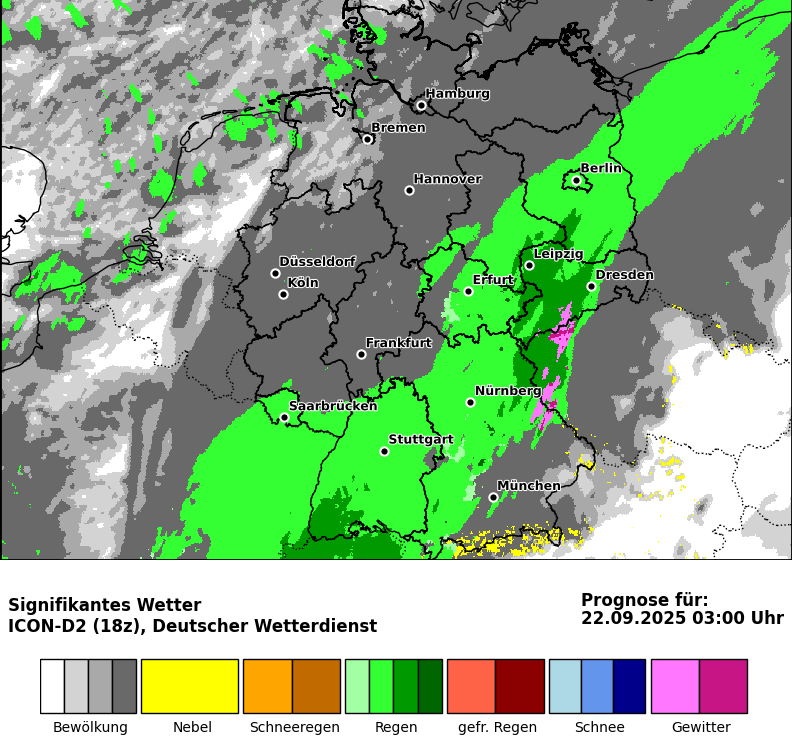 Hamburg
Bremen
Berlin
Hannover
Leipzig
Düsseldorf
Dresden
Köln
Erfurt
Frankfurt
Nürnberg
Saarbrücken
Stuttgart
München
Signifikantes Wetter
ICON-D2 (18z), Deutscher Wetterdienst
Prognose für:
22.09.2025 03:00 Uhr
Bewölkung
Nebel
Schneeregen
Regen
gefr. Regen
Schnee
Gewitter